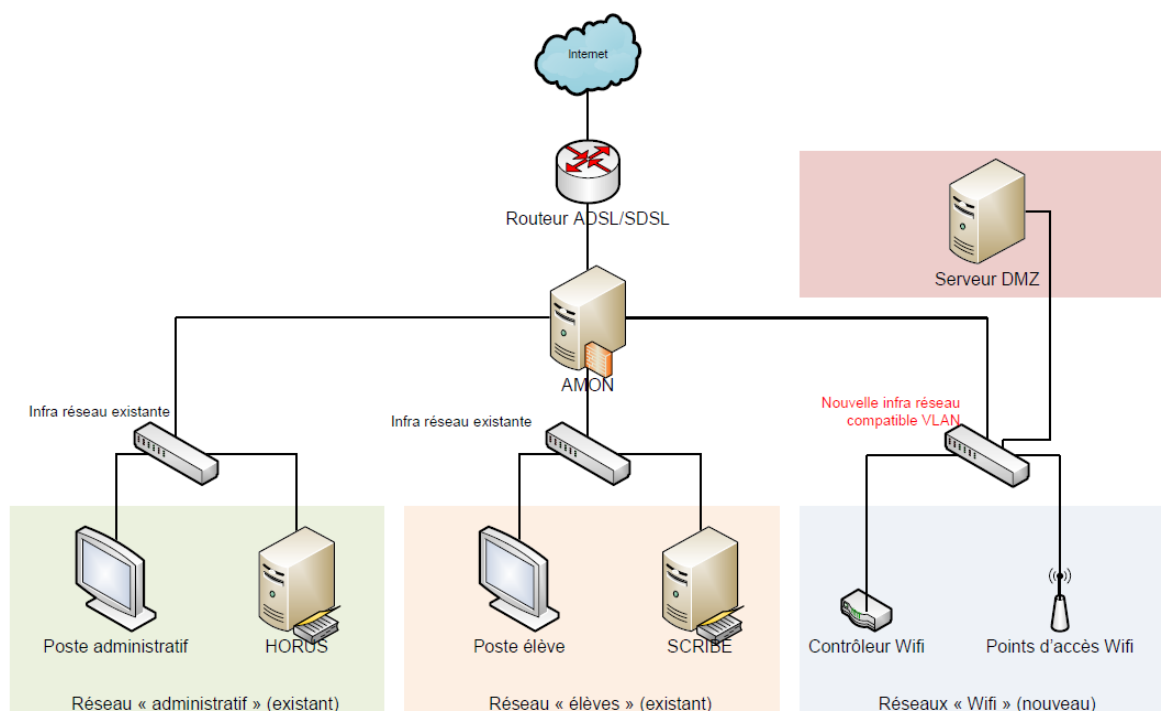 Internet
Routeur ADSL/SDSL
Serveur DMZ
AMON
Infra réseau existante
Infra réseau existante
Nouvelle infra réseau
compatible VLAN
Poste administratif
HORUS
Poste élève
SCRIBE
Contrôleur Wifi
Points d'accès Wifi
Réseau « administratif » (existant)
Réseau « élèves » (existant)
Réseaux « Wifi » (nouveau)